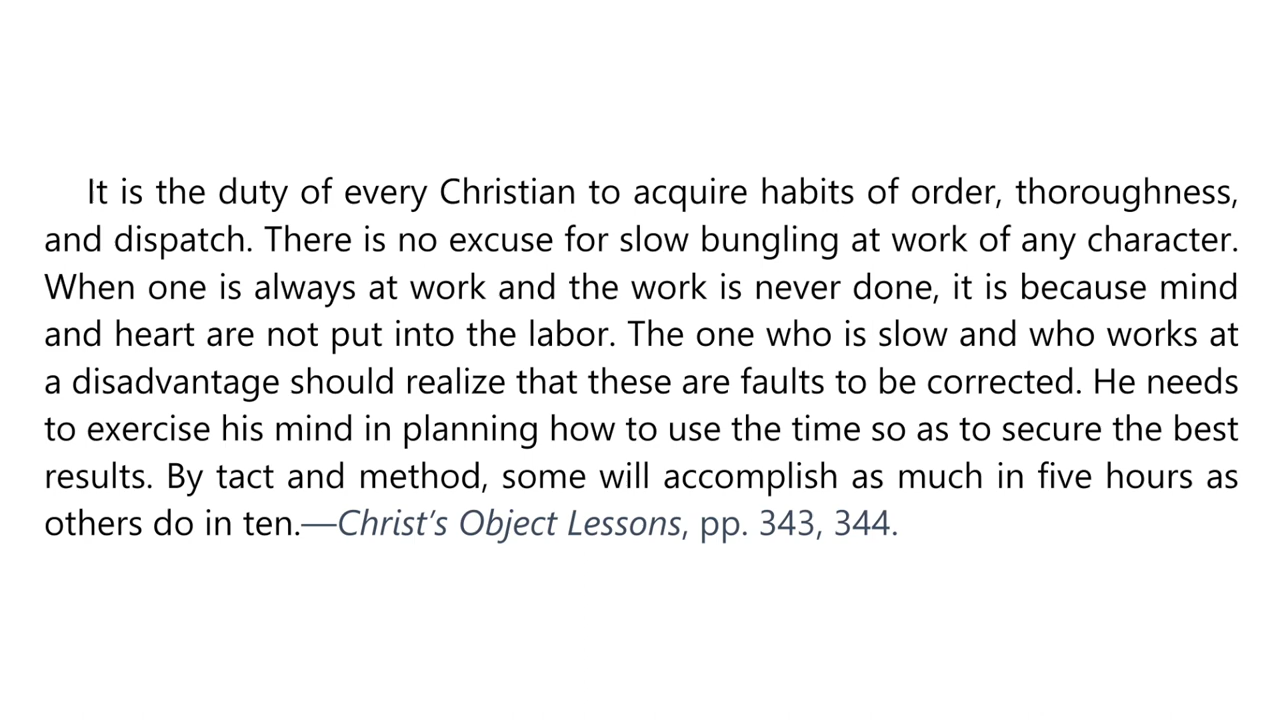 It is the duty of every Christian to acquire habits of order, thoroughness,
and dispatch. There is no excuse for slow bungling at work of any character.
When one is always at work and the work is never done, it is because mind
and heart are not put into the labor. The one who is slow and who works at
a disadvantage should realize that these are faults to be corrected. He needs
to exercise his mind in planning how to use the time so as to secure the best
results. By tact and method, some will accomplish as much in five hours as
others do in ten.—Christ’s Object Lessons, pp. 343, 344.